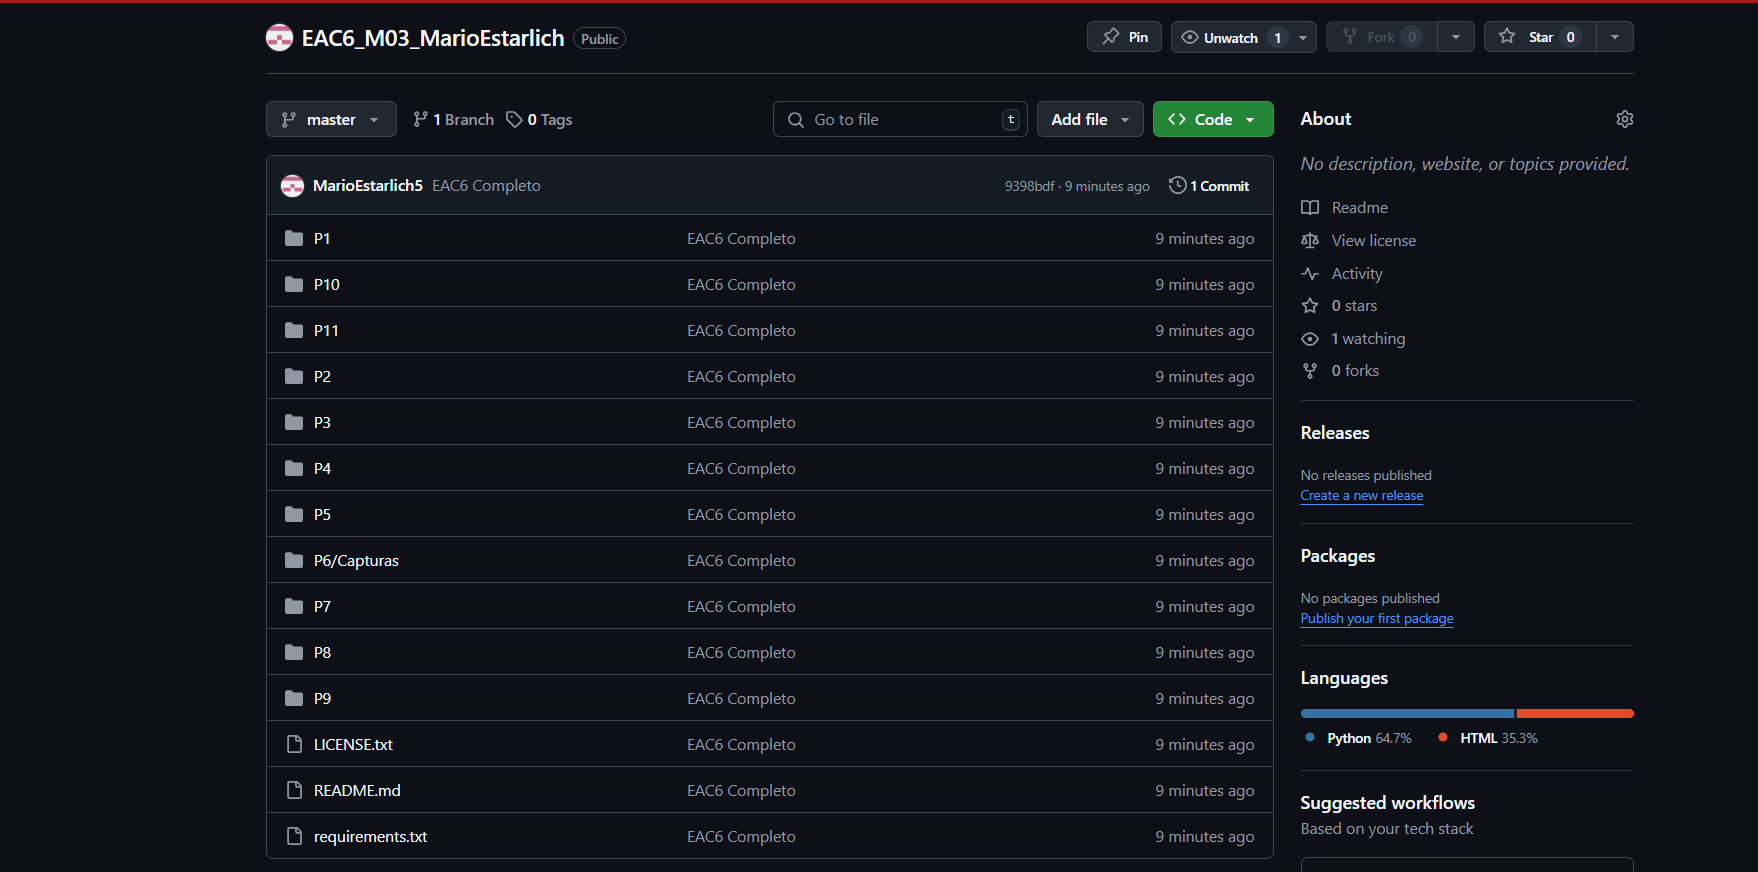 EAC6_M03_MarioEstarlich Public Pin Unwatch 1 Fork 0 Star 0
master 1 Branch 0 Tags Go to file t Add file Code
MarioEstarlich5 EAC6 Completo 9398bdf · 9 minutes ago 1 Commit
P1 EAC6 Completo 9 minutes ago
P10 EAC6 Completo 9 minutes ago
P11 EAC6 Completo 9 minutes ago
P2 EAC6 Completo 9 minutes ago
P3 EAC6 Completo 9 minutes ago
P4 EAC6 Completo 9 minutes ago
P5 EAC6 Completo 9 minutes ago
P6/Capturas EAC6 Completo 9 minutes ago
P7 EAC6 Completo 9 minutes ago
P8 EAC6 Completo 9 minutes ago
P9 EAC6 Completo 9 minutes ago
LICENSE.txt EAC6 Completo 9 minutes ago
README.md EAC6 Completo 9 minutes ago
requirements.txt EAC6 Completo 9 minutes ago
About
No description, website, or topics provided.
Readme
View license
Activity
0 stars
1 watching
0 forks
Releases
No releases published
Create a new release
Packages
No packages published
Publish your first package
Languages
Python 64.7% HTML 35.3%
Suggested workflows
Based on your tech stack